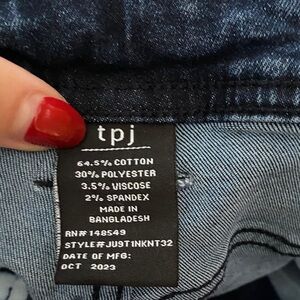 tpj
64.5% COTTON
30% POLYESTER
3.5% VISCOSE
2% SPANDEX
MADE IN
BANGLADESH
RN# 148549
STYLE# JU9T1NKNT32
DATE OF MFG:
OCT 2023